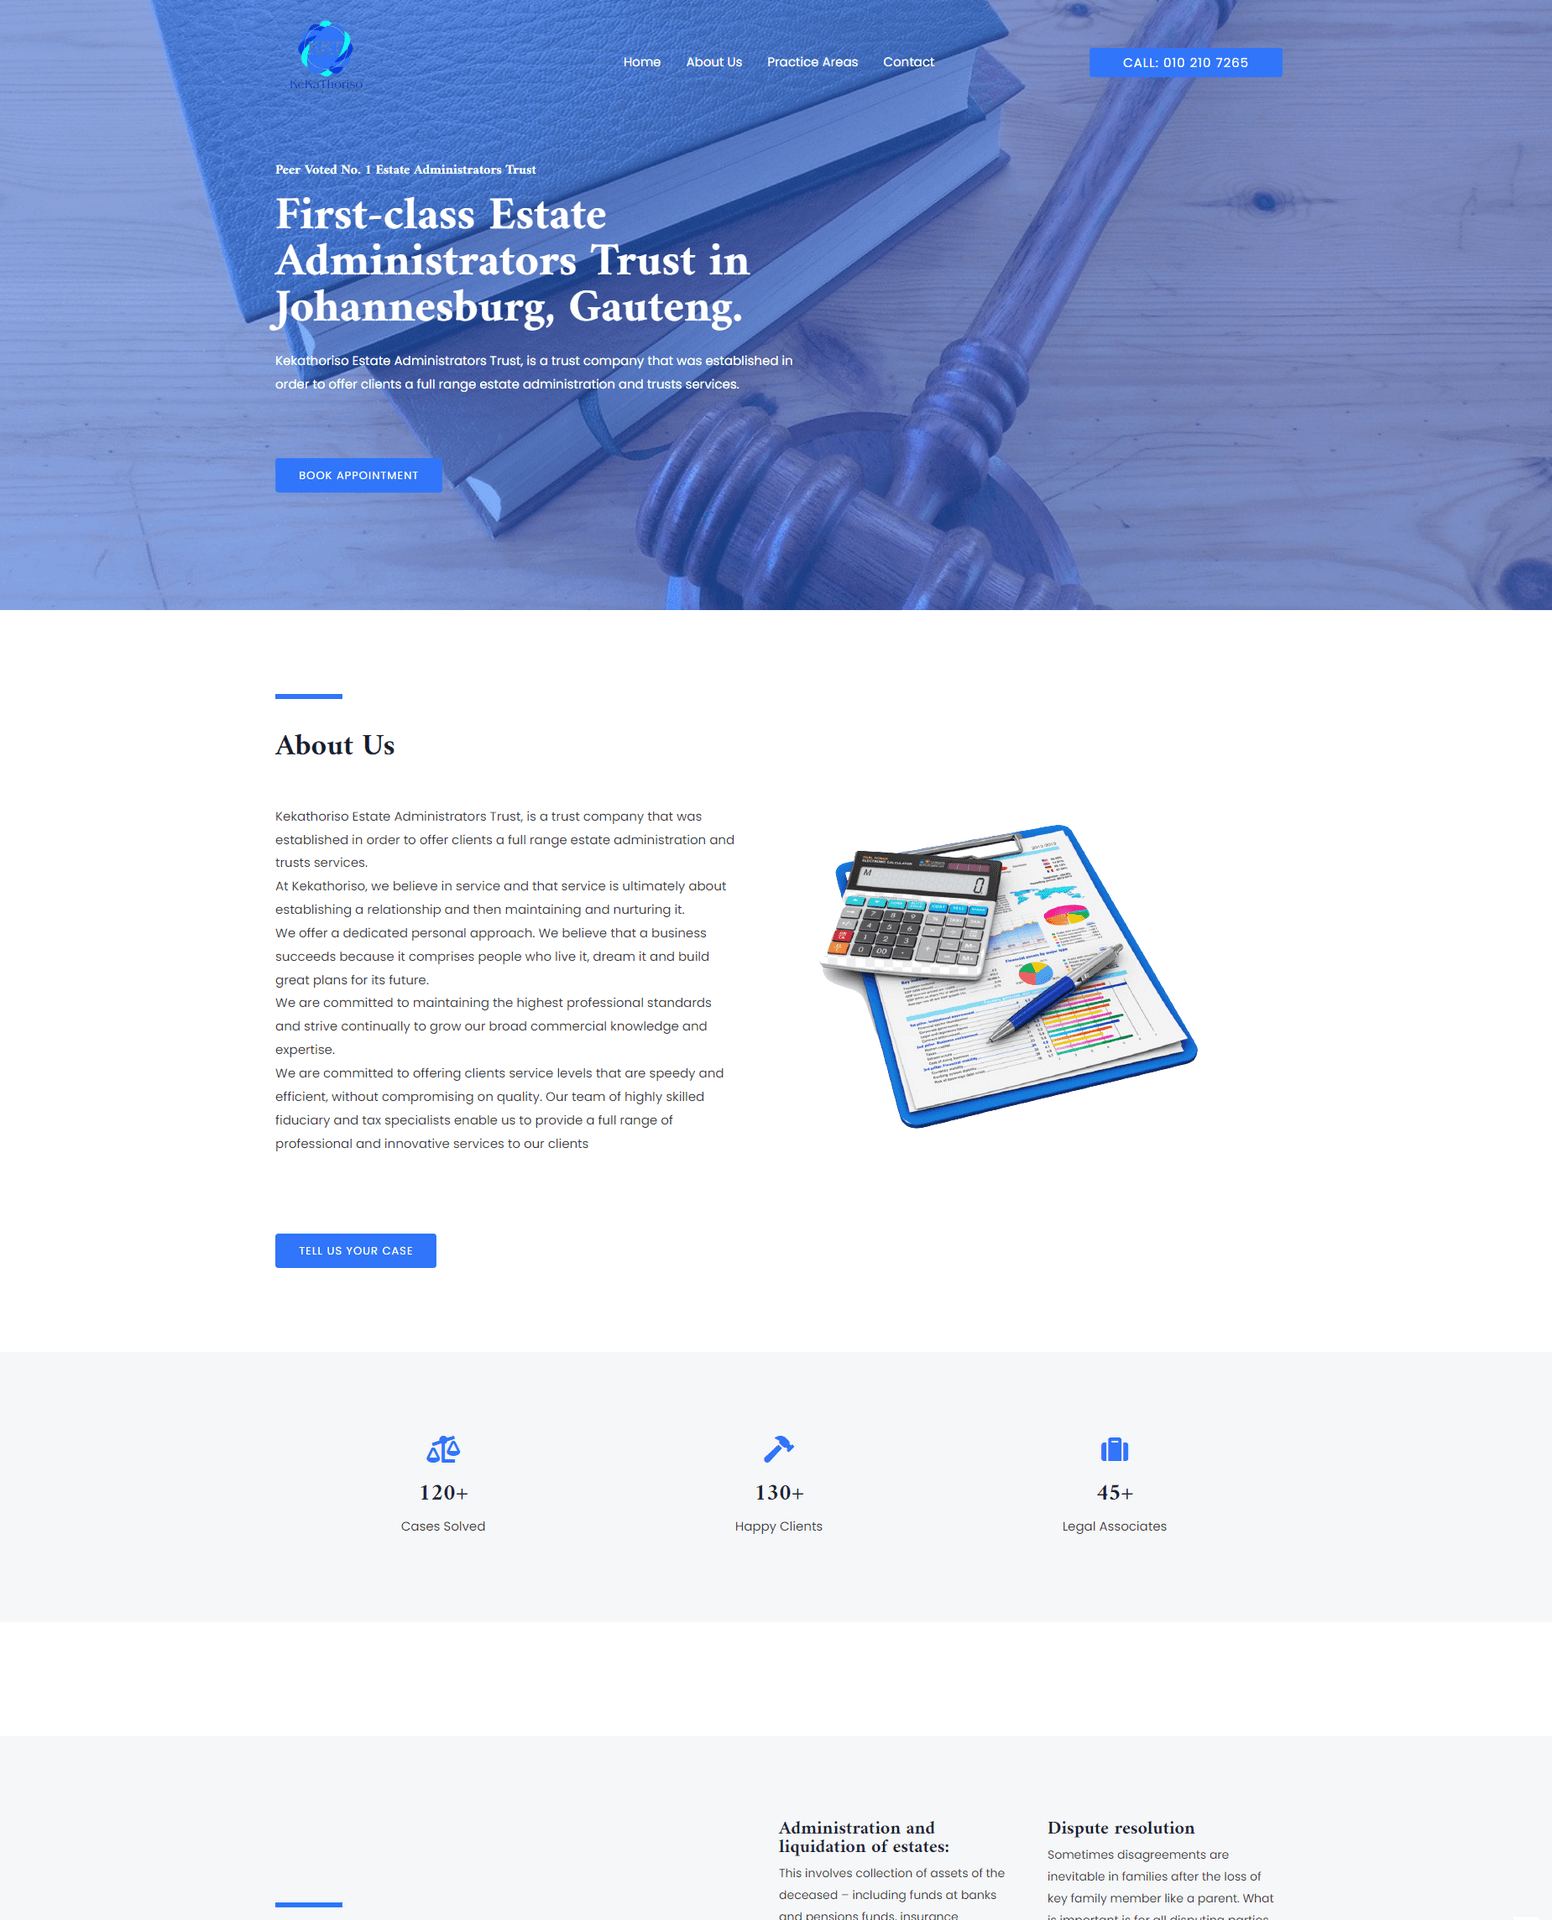 KeKaThoriso
Home
About Us
Practice Areas
Contact
CALL: 010 210 7265
Peer Voted No. 1 Estate Administrators Trust
First-class Estate
Administrators Trust in
Johannesburg, Gauteng.
Kekathoriso Estate Administrators Trust, is a trust company that was established in
order to offer clients a full range estate administration and trusts services.
BOOK APPOINTMENT
About Us
Kekathoriso Estate Administrators Trust, is a trust company that was
established in order to offer clients a full range estate administration and
trusts services.
At Kekathoriso, we believe in service and that service is ultimately about
establishing a relationship and then maintaining and nurturing it.
We offer a dedicated personal approach. We believe that a business
succeeds because it comprises people who live it, dream it and build
great plans for its future.
We are committed to maintaining the highest professional standards
and strive continually to grow our broad commercial knowledge and
expertise.
We are committed to offering clients service levels that are speedy and
efficient, without compromising on quality. Our team of highly skilled
fiduciary and tax specialists enable us to provide a full range of
professional and innovative services to our clients
Financial assets by major type
TELL US YOUR CASE
120+
Cases Solved
130+
Happy Clients
45+
Legal Associates
Administration and
liquidation of estates:
This involves collection of assets of the
deceased – including funds at banks
and pensions funds, insurance
Dispute resolution
Sometimes disagreements are
inevitable in families after the loss of
key family member like a parent. What
is important is for all disputing parties